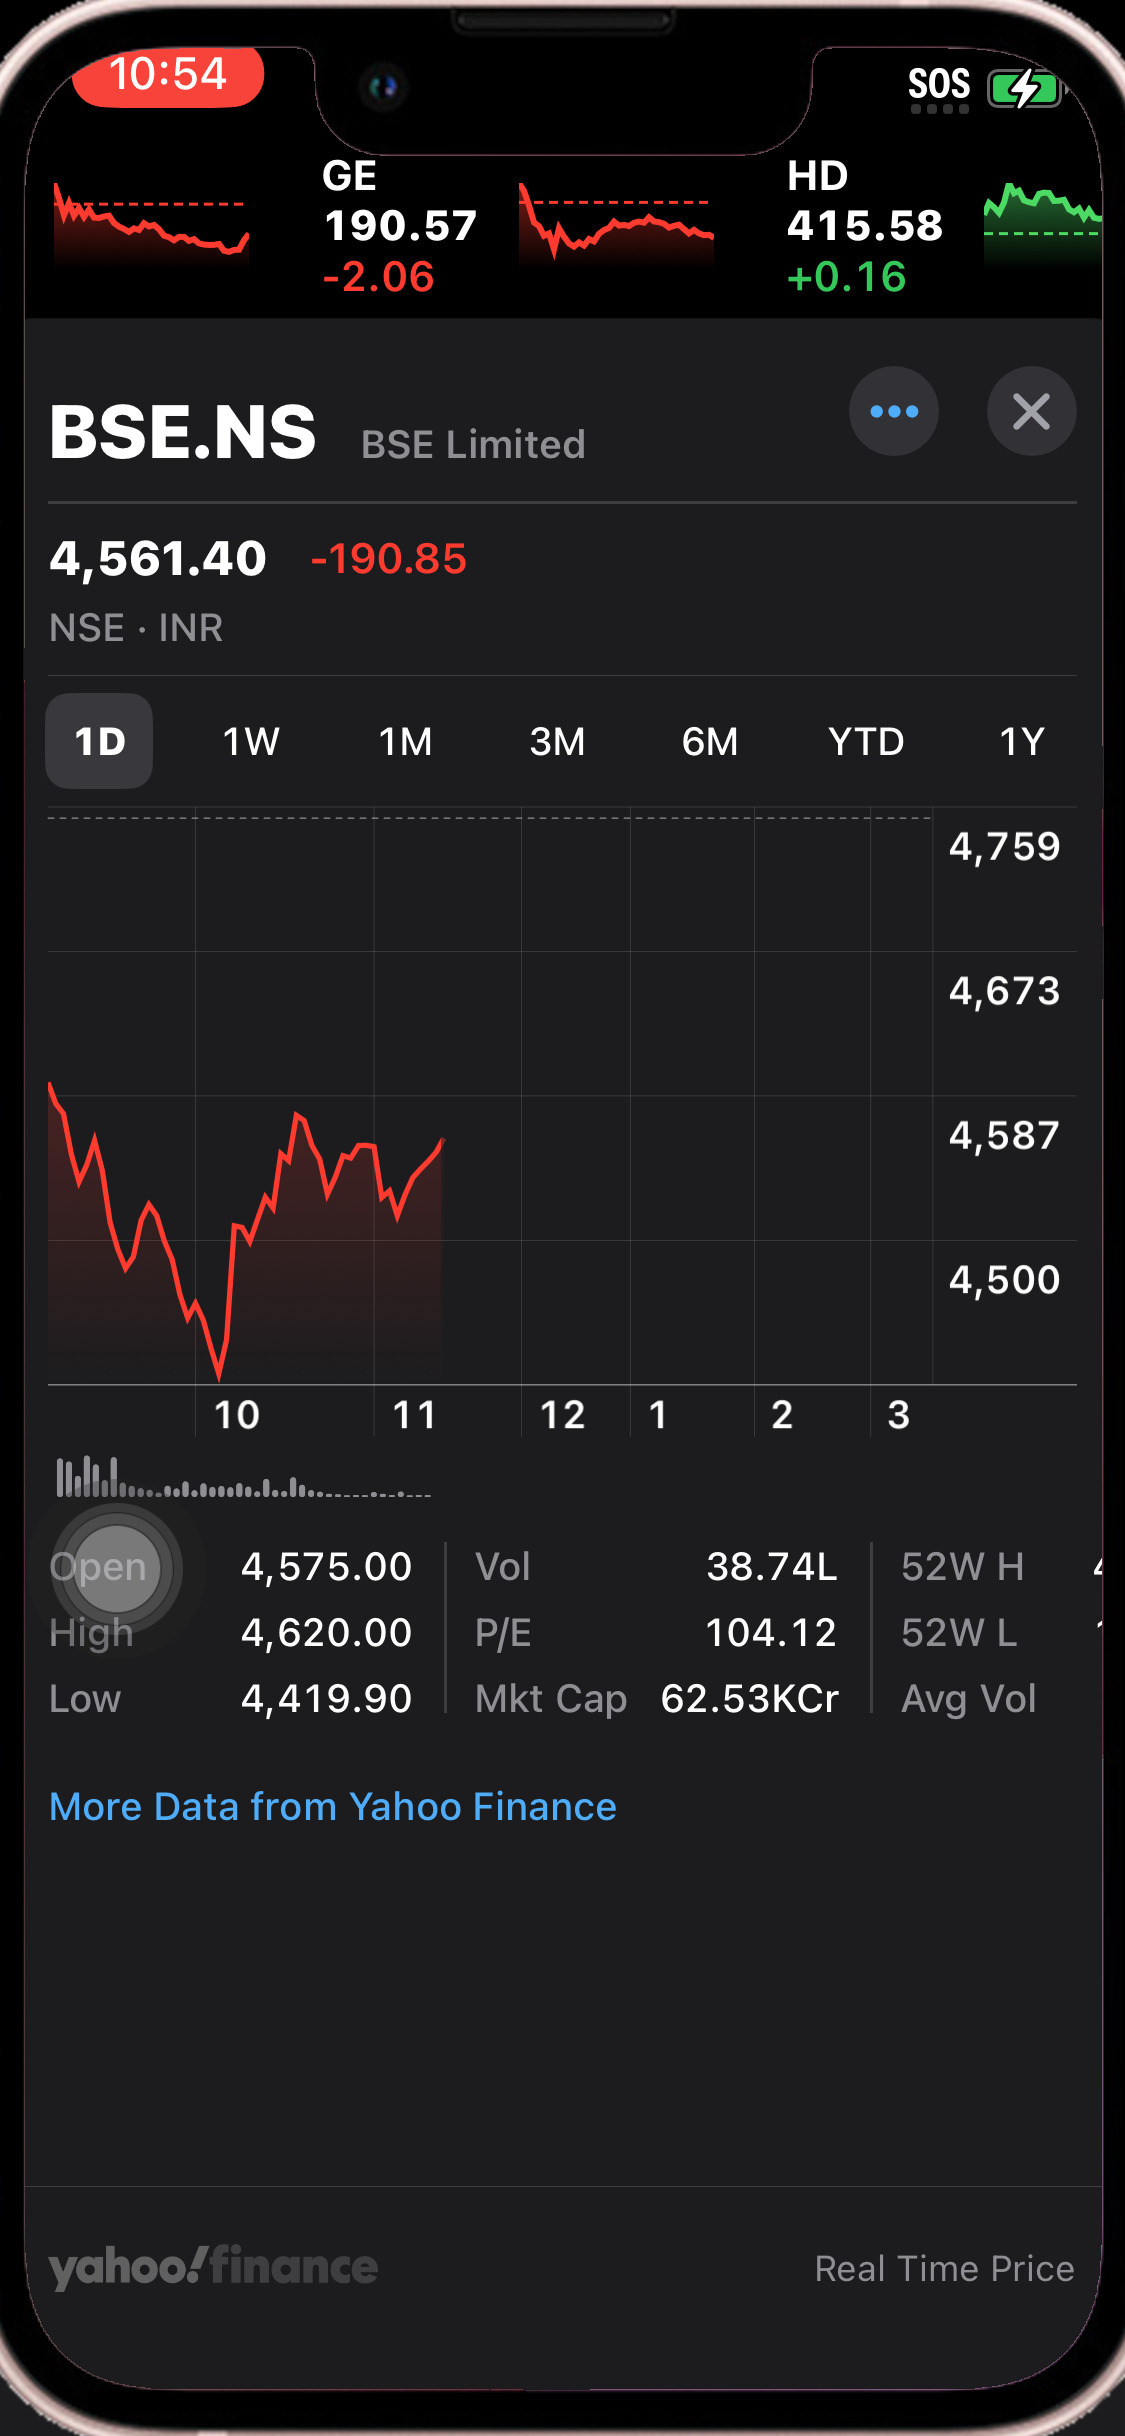 10:54
SOS
GE
190.57
-2.06
HD
415.58
+0.16
BSE.NS BSE Limited
4,561.40 -190.85
NSE · INR
1D 1W 1M 3M 6M YTD 1Y
4,759
4,673
4,587
4,500
10 11 12 1 2 3
Open 4,575.00 Vol 38.74L 52W H
High 4,620.00 P/E 104.12 52W L
Low 4,419.90 Mkt Cap 62.53KCr Avg Vol
More Data from Yahoo Finance
yahoo!finance Real Time Price